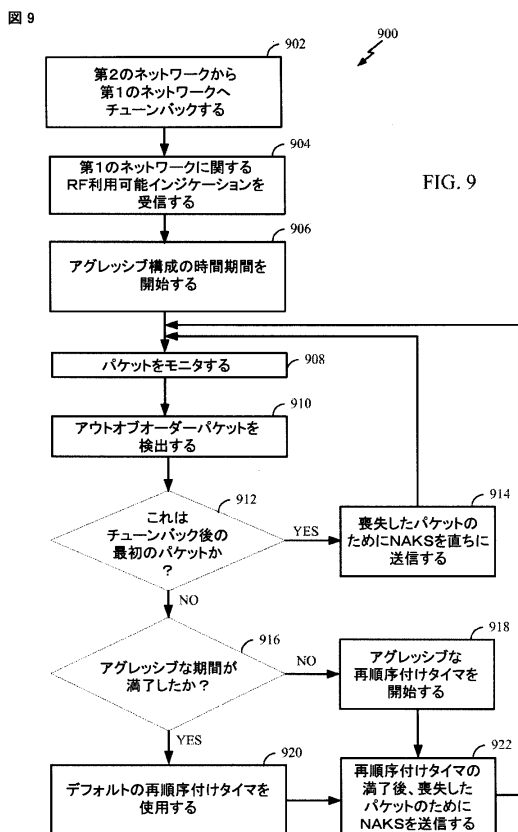 図 9
900
902
第2のネットワークから
第1のネットワークへ
チューンバックする
904
第1のネットワークに関する
RF利用可能インジケーションを
受信する
FIG. 9
906
アグレッシブ構成の時間期間を
開始する
パケットをモニタする
908
910
アウトオブオーダーパケットを
検出する
912
これは
チューンバック後の
最初のパケットか
?
YES
914
喪失したパケットの
ためにNAKSを直ちに
送信する
NO
916
アグレッシブな期間が
満了したか?
NO
918
アグレッシブな
再順序付けタイマを
開始する
YES
920
デフォルトの再順序付けタイマを
使用する
922
再順序付けタイマの
満了後、喪失した
パケットのために
NAKSを送信する